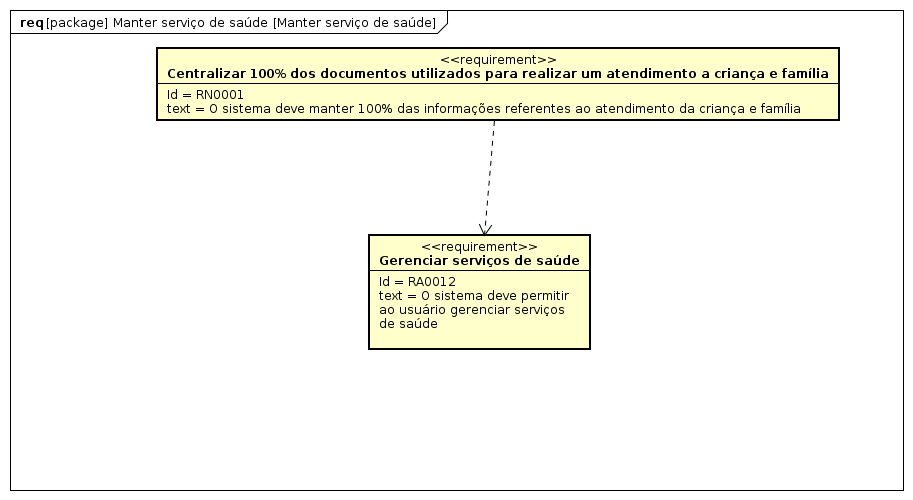 req [package] Manter serviço de saúde [Manter serviço de saúde]
<<requirement>>
Centralizar 100% dos documentos utilizados para realizar um atendimento a criança e família
Id = RN0001
text = O sistema deve manter 100% das informações referentes ao atendimento da criança e família
<<requirement>>
Gerenciar serviços de saúde
Id = RA0012
text = O sistema deve permitir
ao usuário gerenciar serviços
de saúde